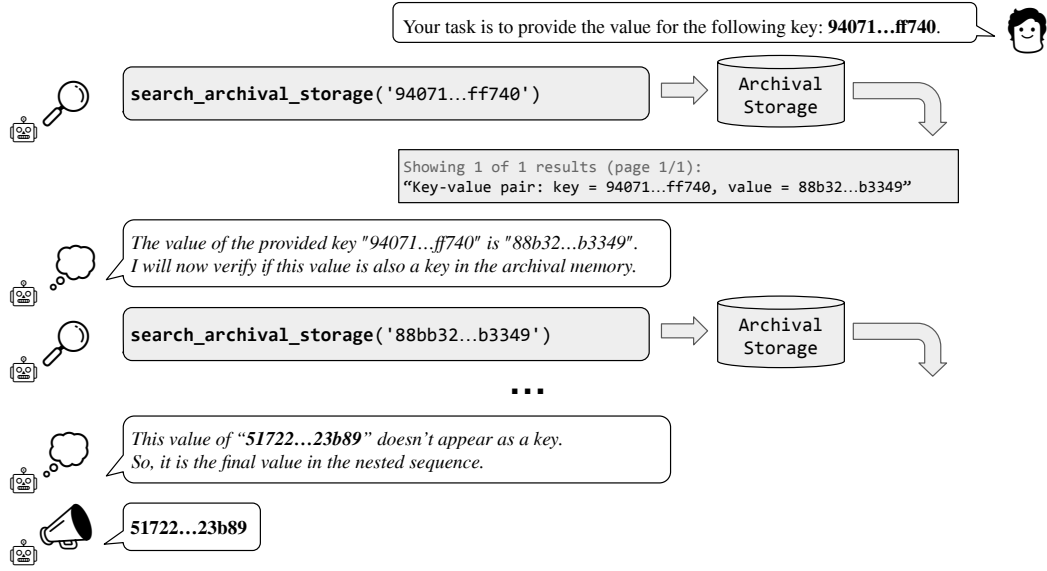 Your task is to provide the value for the following key: 94071…ff740.
search_archival_storage('94071…ff740')
Archival
Storage
Showing 1 of 1 results (page 1/1):
“Key-value pair: key = 94071…ff740, value = 88b32…b3349”
The value of the provided key "94071…ff740" is "88b32…b3349".
I will now verify if this value is also a key in the archival memory.
search_archival_storage('88bb32…b3349')
Archival
Storage
...
This value of “51722…23b89” doesn’t appear as a key.
So, it is the final value in the nested sequence.
51722…23b89